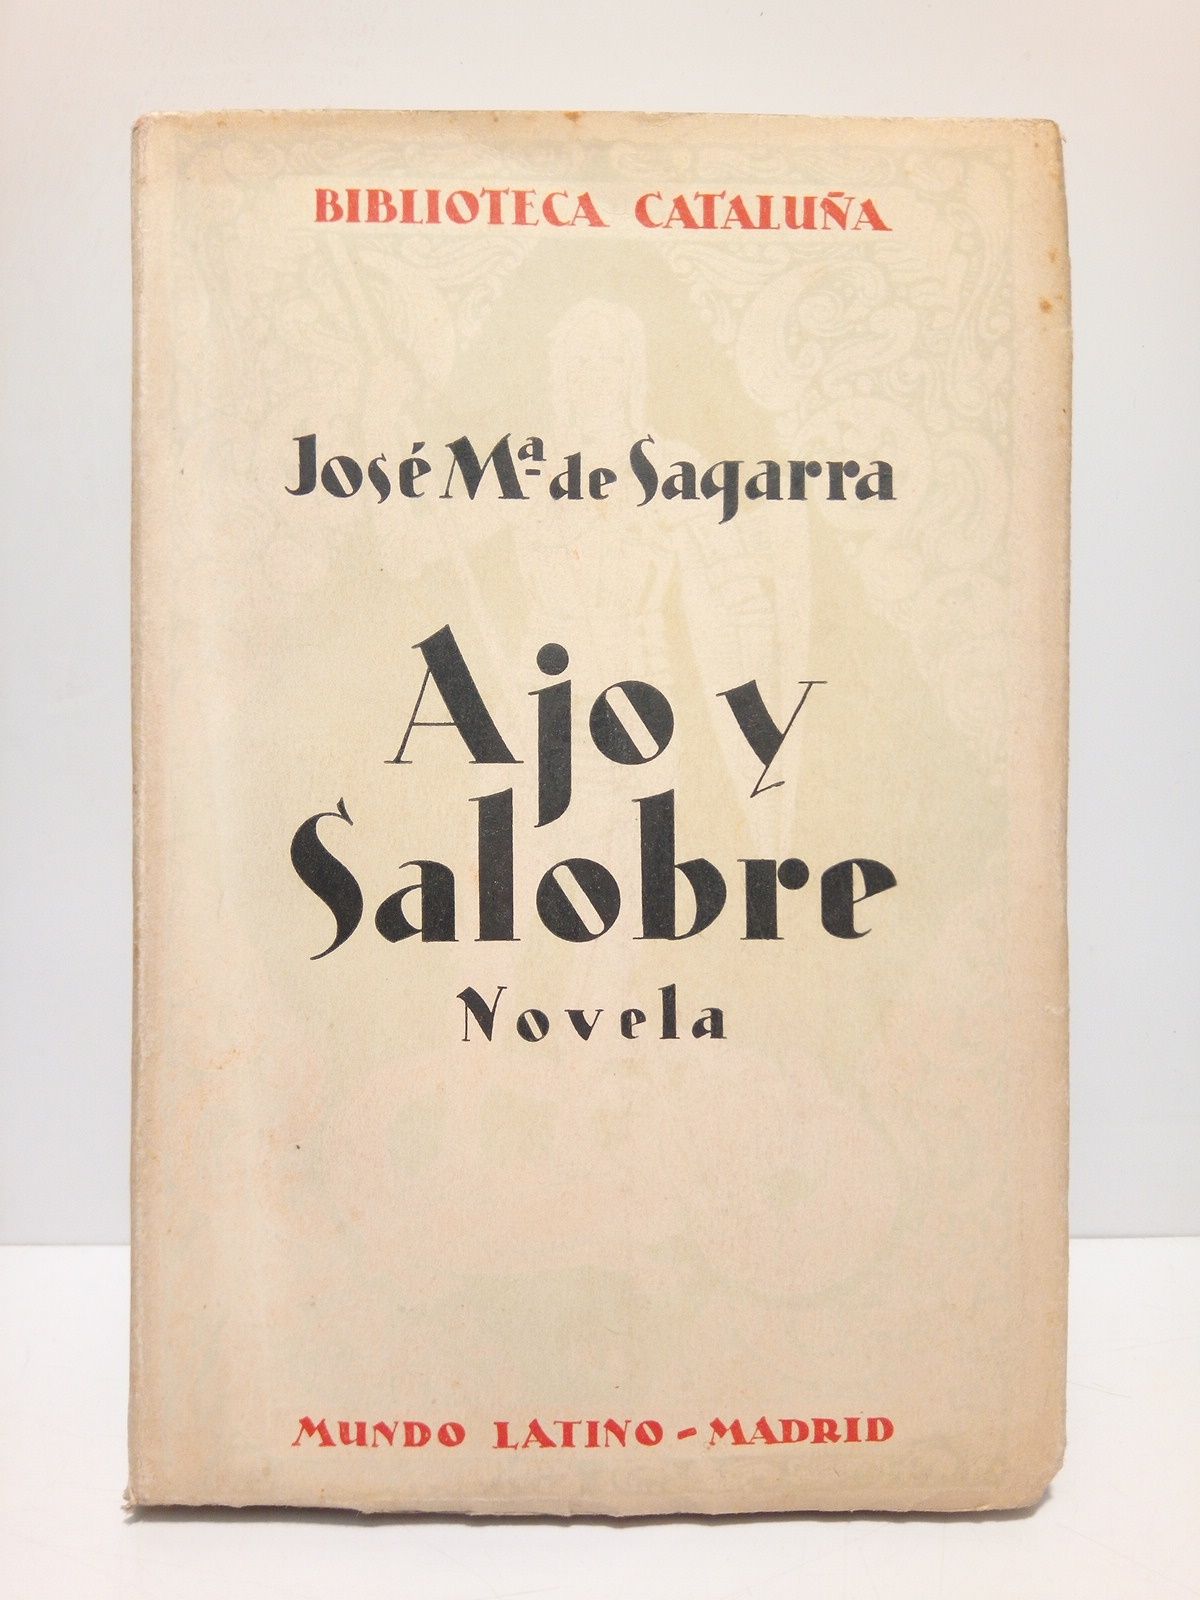 BIBLIOTECA CATALUÑA
José Mª de Sagarra
Ajo y
Salobre
Novela
MUNDO LATINO - MADRID